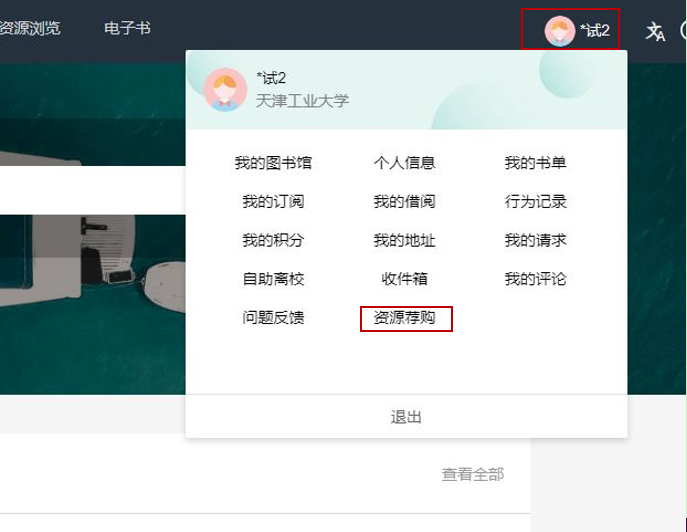 资源浏览 电子书 *试2
*试2
天津工业大学
我的图书馆 个人信息 我的书单
我的订阅 我的借阅 行为记录
我的积分 我的地址 我的请求
自助离校 收件箱 我的评论
问题反馈 资源荐购
退出
查看全部